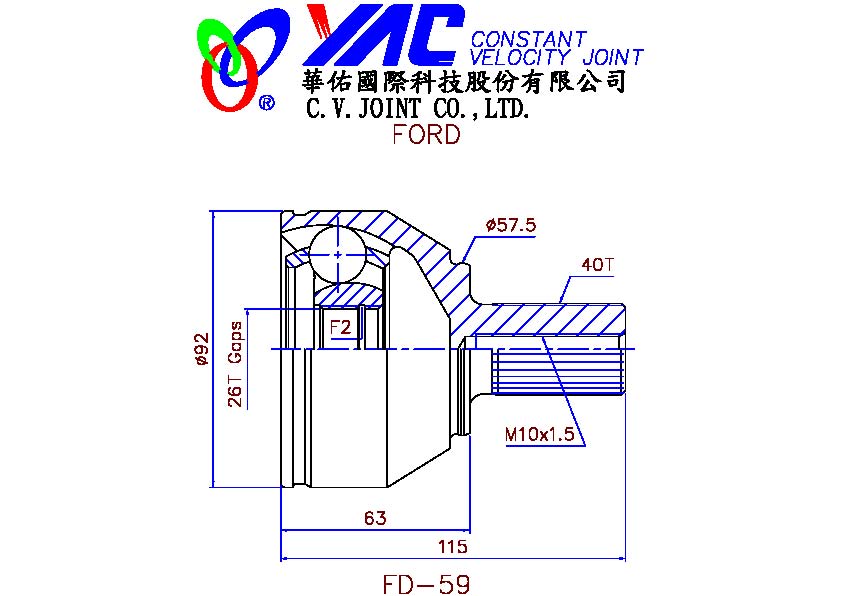 YAC CONSTANT
VELOCITY JOINT
®
華佑國際科技股份有限公司
C.V.JOINT CO.,LTD.
FORD
ø57.5
40T
F2
ø92
26T Gaps
M10x1.5
63
115
FD-59